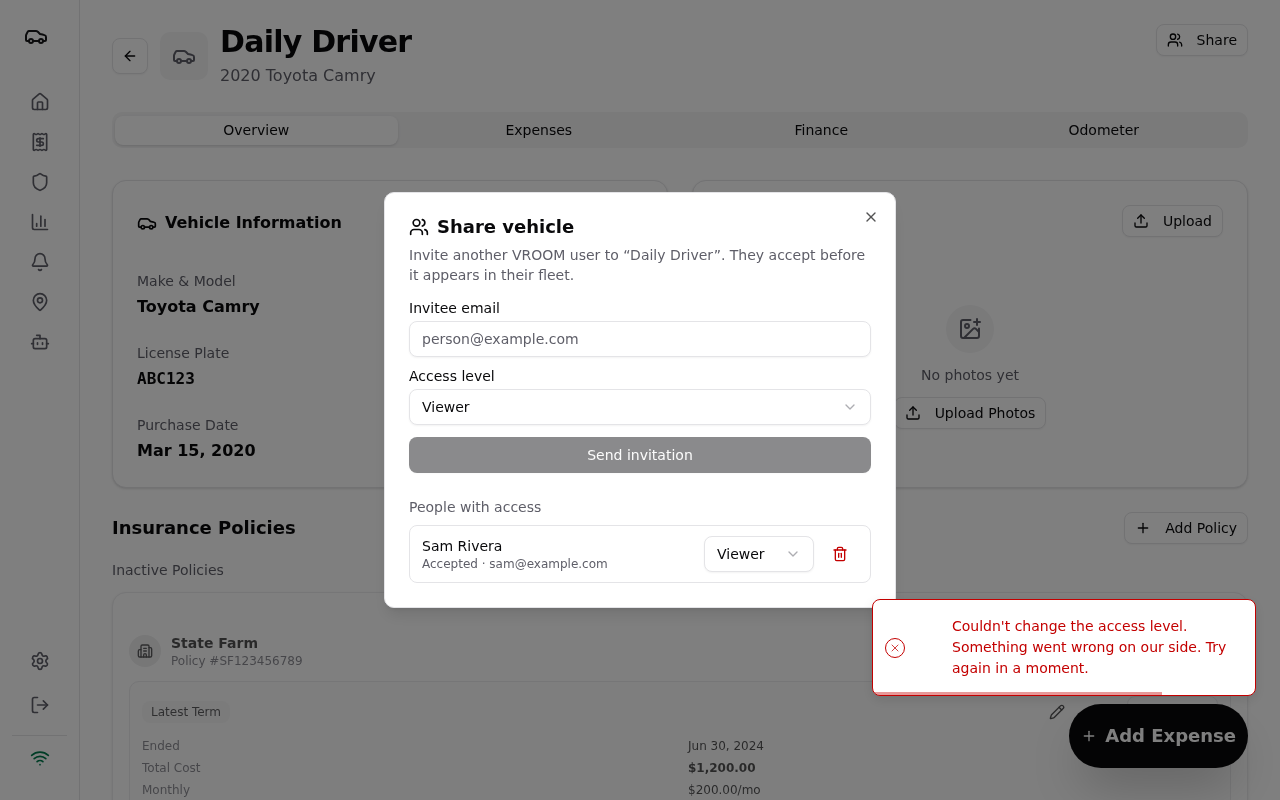 Daily Driver
2020 Toyota Camry
Share
Overview
Expenses
Finance
Odometer
Vehicle Information
Upload
Make & Model
Toyota Camry
License Plate
ABC123
Purchase Date
Mar 15, 2020
No photos yet
Upload Photos
Share vehicle
Invite another VROOM user to “Daily Driver”. They accept before
it appears in their fleet.
Invitee email
person@example.com
Access level
Viewer
Send invitation
People with access
Sam Rivera
Accepted · sam@example.com
Viewer
Insurance Policies
Add Policy
Inactive Policies
State Farm
Policy #SF123456789
Latest Term
Ended
Jun 30, 2024
Total Cost
$1,200.00
Monthly
$200.00/mo
Couldn't change the access level.
Something went wrong on our side. Try
again in a moment.
Add Expense